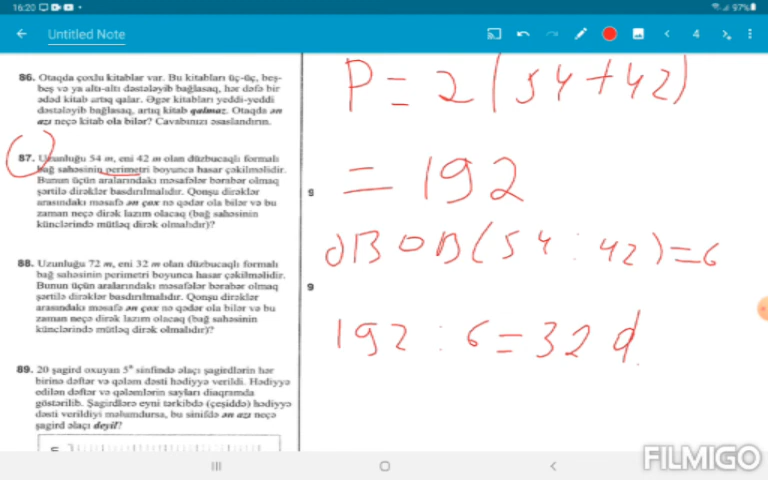 16:20
97%
Untitled Note
4
86. Otaqda çoxlu kitablar var. Bu kitabları üç-üç, beş-
beş və ya altı-altı dəstələyib bağlasaq, hər dəfə bir
ədəd kitab artıq qalar. Əgər kitabları yeddi-yeddi
dəstələyib bağlasaq, artıq kitab qalmaz. Otaqda ən
azı neçə kitab ola bilər? Cavabınızı əsaslandırın.
87. Uzunluğu 54 m, eni 42 m olan düzbucaqlı formalı
bağ sahəsinin perimetri boyunca hasar çəkilməlidir.
Bunun üçün aralarındakı məsafələr bərabər olmaq
şərtilə dirəklər basdırılmalıdır. Qonşu dirəklər
arasındakı məsafə ən çox nə qədər ola bilər və bu
zaman neçə dirək lazım olacaq (bağ sahəsinin
künclərində mütləq dirək olmalıdır)?
88. Uzunluğu 72 m, eni 32 m olan düzbucaqlı formalı
bağ sahəsinin perimetri boyunca hasar çəkilməlidir.
Bunun üçün aralarındakı məsafələr bərabər olmaq
şərtilə dirəklər basdırılmalıdır. Qonşu dirəklər
arasındakı məsafə ən çox nə qədər ola bilər və bu
zaman neçə dirək lazım olacaq (bağ sahəsinin
künclərində mütləq dirək olmalıdır)?
89. 20 şagird oxuyan 5ᵃ sinfində əlaçı şagirdlərin hər
birinə dəftər və qələm dəsti hədiyyə verildi. Hədiyyə
edilən dəftər və qələmlərin sayları diaqramda
göstərilib. Şagirdlərə eyni tərkibdə (çeşiddə) hədiyyə
dəsti verildiyi məlumdursa, bu sinifdə ən azı neçə
şagird əlaçı deyil?
9
9
P = 2(54+42)
= 192
ƏBOB(54:42)=6
192 : 6 = 32 d.
FILMIGO